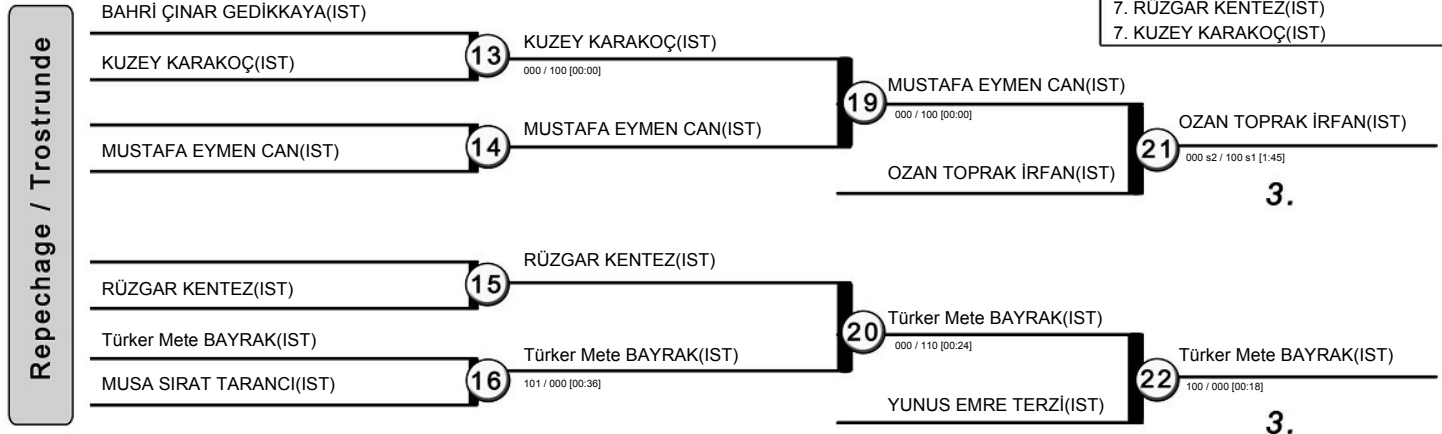 Repechage / Trostrunde
BAHRİ ÇINAR GEDİKKAYA(IST)
KUZEY KARAKOÇ(IST)
13
KUZEY KARAKOÇ(IST)
000 / 100 [00:00]
MUSTAFA EYMEN CAN(IST)
14
MUSTAFA EYMEN CAN(IST)
19
MUSTAFA EYMEN CAN(IST)
000 / 100 [00:00]
OZAN TOPRAK İRFAN(IST)
21
OZAN TOPRAK İRFAN(IST)
000 s2 / 100 s1 [1:45]
3.
RÜZGAR KENTEZ(IST)
15
RÜZGAR KENTEZ(IST)
Türker Mete BAYRAK(IST)
MUSA SIRAT TARANCI(IST)
16
Türker Mete BAYRAK(IST)
101 / 000 [00:36]
20
Türker Mete BAYRAK(IST)
000 / 110 [00:24]
YUNUS EMRE TERZİ(IST)
22
Türker Mete BAYRAK(IST)
100 / 000 [00:18]
3.
7. RÜZGAR KENTEZ(IST)
7. KUZEY KARAKOÇ(IST)